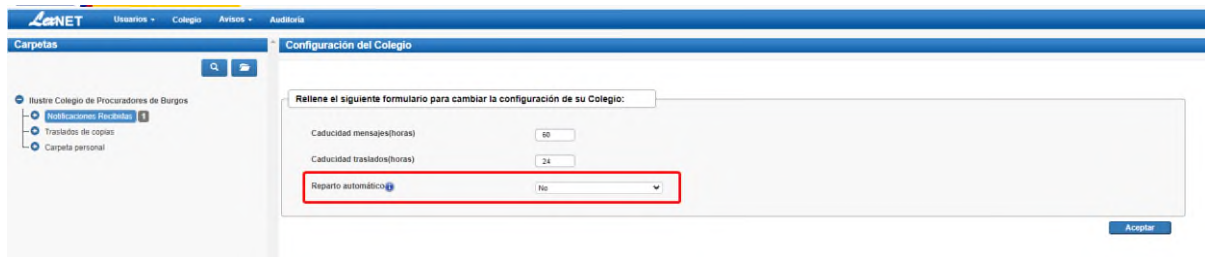 LexNET Usuarios Colegio Avisos Auditoría
Carpetas
Configuración del Colegio
Ilustre Colegio de Procuradores de Burgos
Notificaciones Recibidas 1
Traslados de copias
Carpeta personal
Rellene el siguiente formulario para cambiar la configuración de su Colegio:
Caducidad mensajes(horas) 60
Caducidad traslados(horas) 24
Reparto automático No
Aceptar